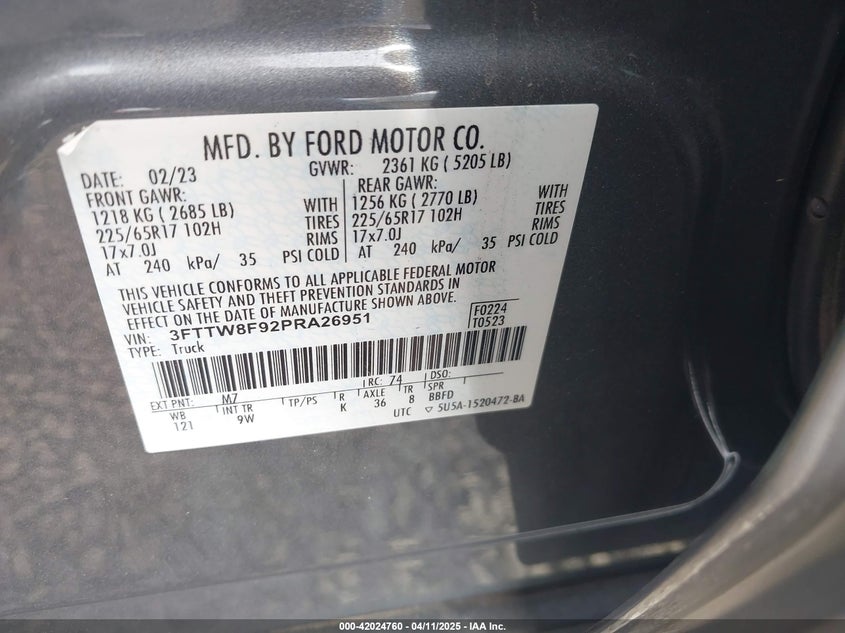 MFD. BY FORD MOTOR CO.
DATE: 02/23 GVWR: 2361 KG ( 5205 LB)
FRONT GAWR: REAR GAWR:
1218 KG ( 2685 LB) WITH 1256 KG ( 2770 LB) WITH
225/65R17 102H TIRES 225/65R17 102H TIRES
17x7.0J RIMS 17x7.0J RIMS
AT 240 kPa/ 35 PSI COLD AT 240 kPa/ 35 PSI COLD
THIS VEHICLE CONFORMS TO ALL APPLICABLE FEDERAL MOTOR
VEHICLE SAFETY AND THEFT PREVENTION STANDARDS IN
EFFECT ON THE DATE OF MANUFACTURE SHOWN ABOVE.
VIN: 3FTTW8F92PRA26951 F0224
TYPE: Truck T0523
EXT PNT: M7 RC: 74 DSO:
WB INT TR TP/PS R AXLE TR SPR
121 9W K 36 8 BBFD
UTC ▽ 5U5A-1520472-8A
000-42024760 - 04/11/2025 - IAA Inc.